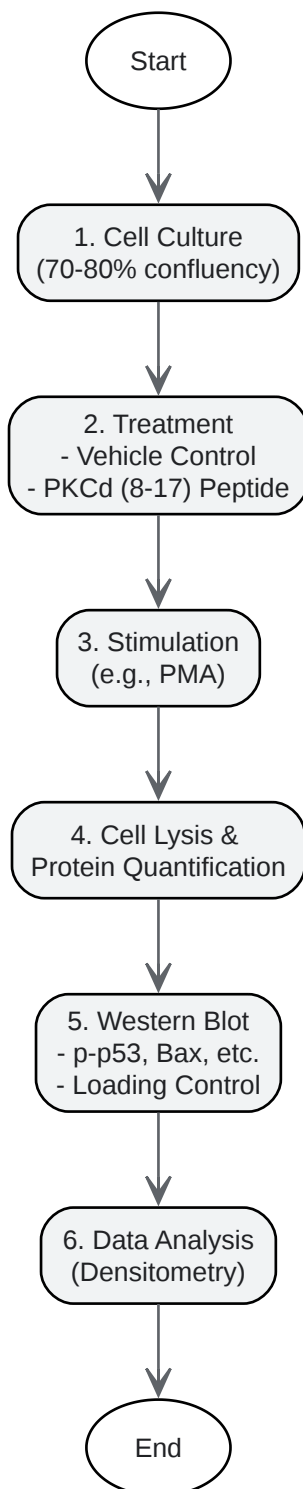 Start
1. Cell Culture
(70-80% confluency)
2. Treatment
- Vehicle Control
- PKCd (8-17) Peptide
3. Stimulation
(e.g., PMA)
4. Cell Lysis &
Protein Quantification
5. Western Blot
- p-p53, Bax, etc.
- Loading Control
6. Data Analysis
(Densitometry)
End